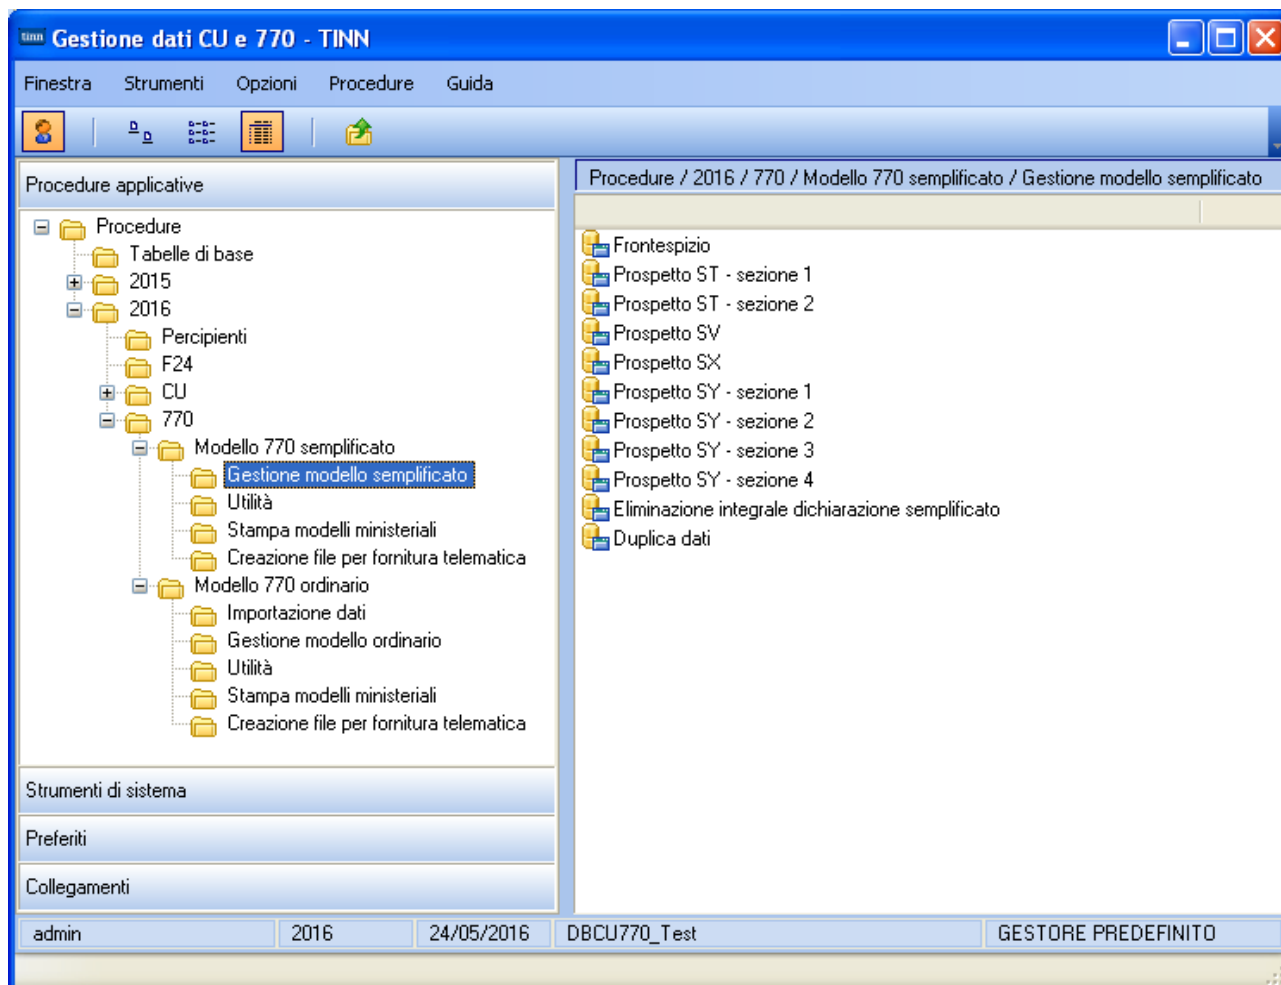 tinn Gestione dati CU e 770 - TINN
Finestra Strumenti Opzioni Procedure Guida
Procedure applicative
Procedure
Tabelle di base
2015
2016
Percipienti
F24
CU
770
Modello 770 semplificato
Gestione modello semplificato
Utilità
Stampa modelli ministeriali
Creazione file per fornitura telematica
Modello 770 ordinario
Importazione dati
Gestione modello ordinario
Utilità
Stampa modelli ministeriali
Creazione file per fornitura telematica
Strumenti di sistema
Preferiti
Collegamenti
Procedure / 2016 / 770 / Modello 770 semplificato / Gestione modello semplificato
Frontespizio
Prospetto ST - sezione 1
Prospetto ST - sezione 2
Prospetto SV
Prospetto SX
Prospetto SY - sezione 1
Prospetto SY - sezione 2
Prospetto SY - sezione 3
Prospetto SY - sezione 4
Eliminazione integrale dichiarazione semplificato
Duplica dati
admin 2016 24/05/2016 DBCU770_Test GESTORE PREDEFINITO